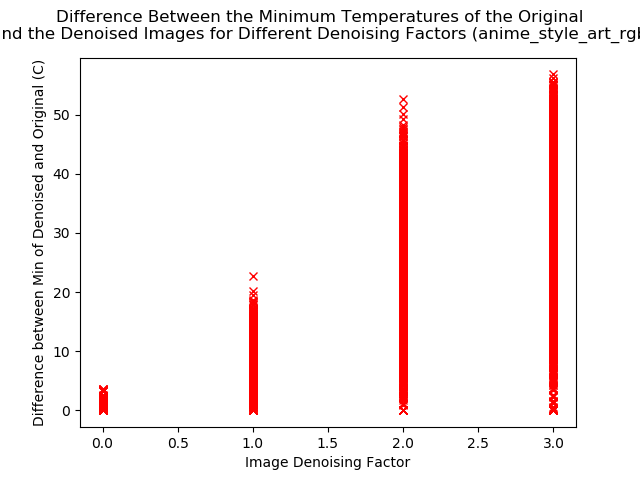 Difference Between the Minimum Temperatures of the Original
nd the Denoised Images for Different Denoising Factors (anime_style_art_rgb
Difference between Min of Denoised and Original (C)
50
40
30
20
10
0
0.0 0.5 1.0 1.5 2.0 2.5 3.0
Image Denoising Factor